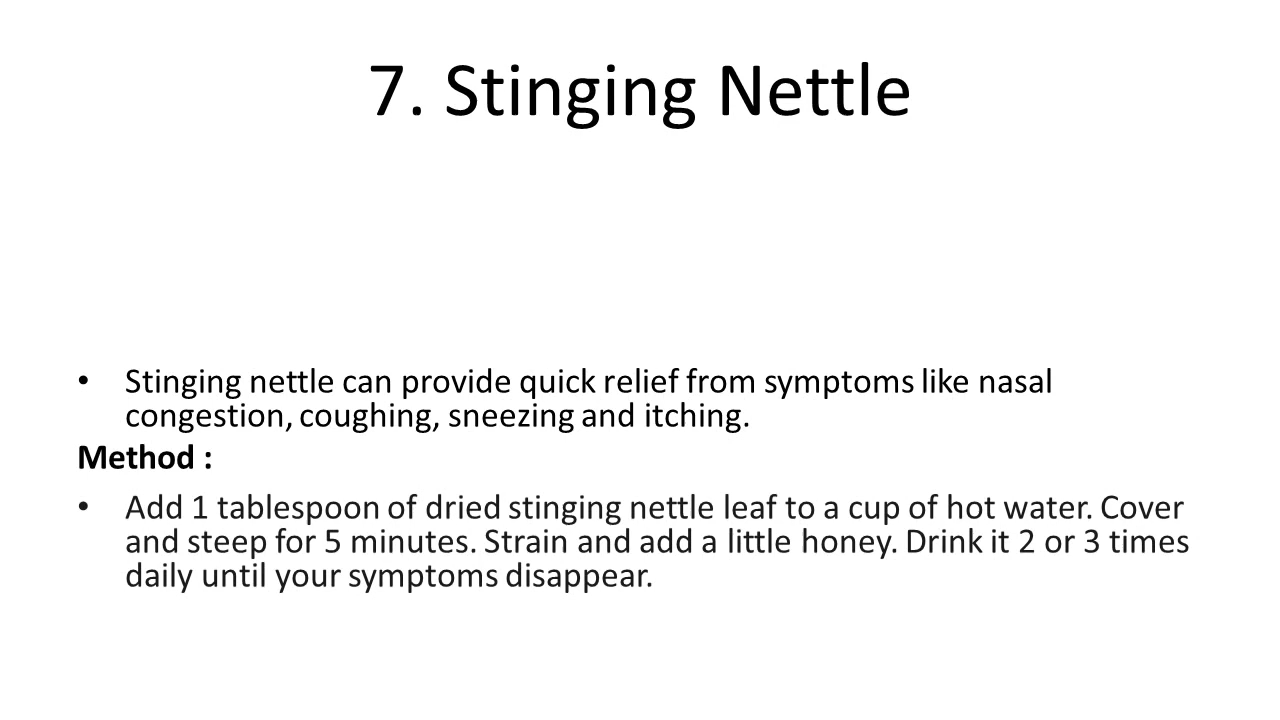 7. Stinging Nettle
• Stinging nettle can provide quick relief from symptoms like nasal
congestion, coughing, sneezing and itching.
Method :
• Add 1 tablespoon of dried stinging nettle leaf to a cup of hot water. Cover
and steep for 5 minutes. Strain and add a little honey. Drink it 2 or 3 times
daily until your symptoms disappear.